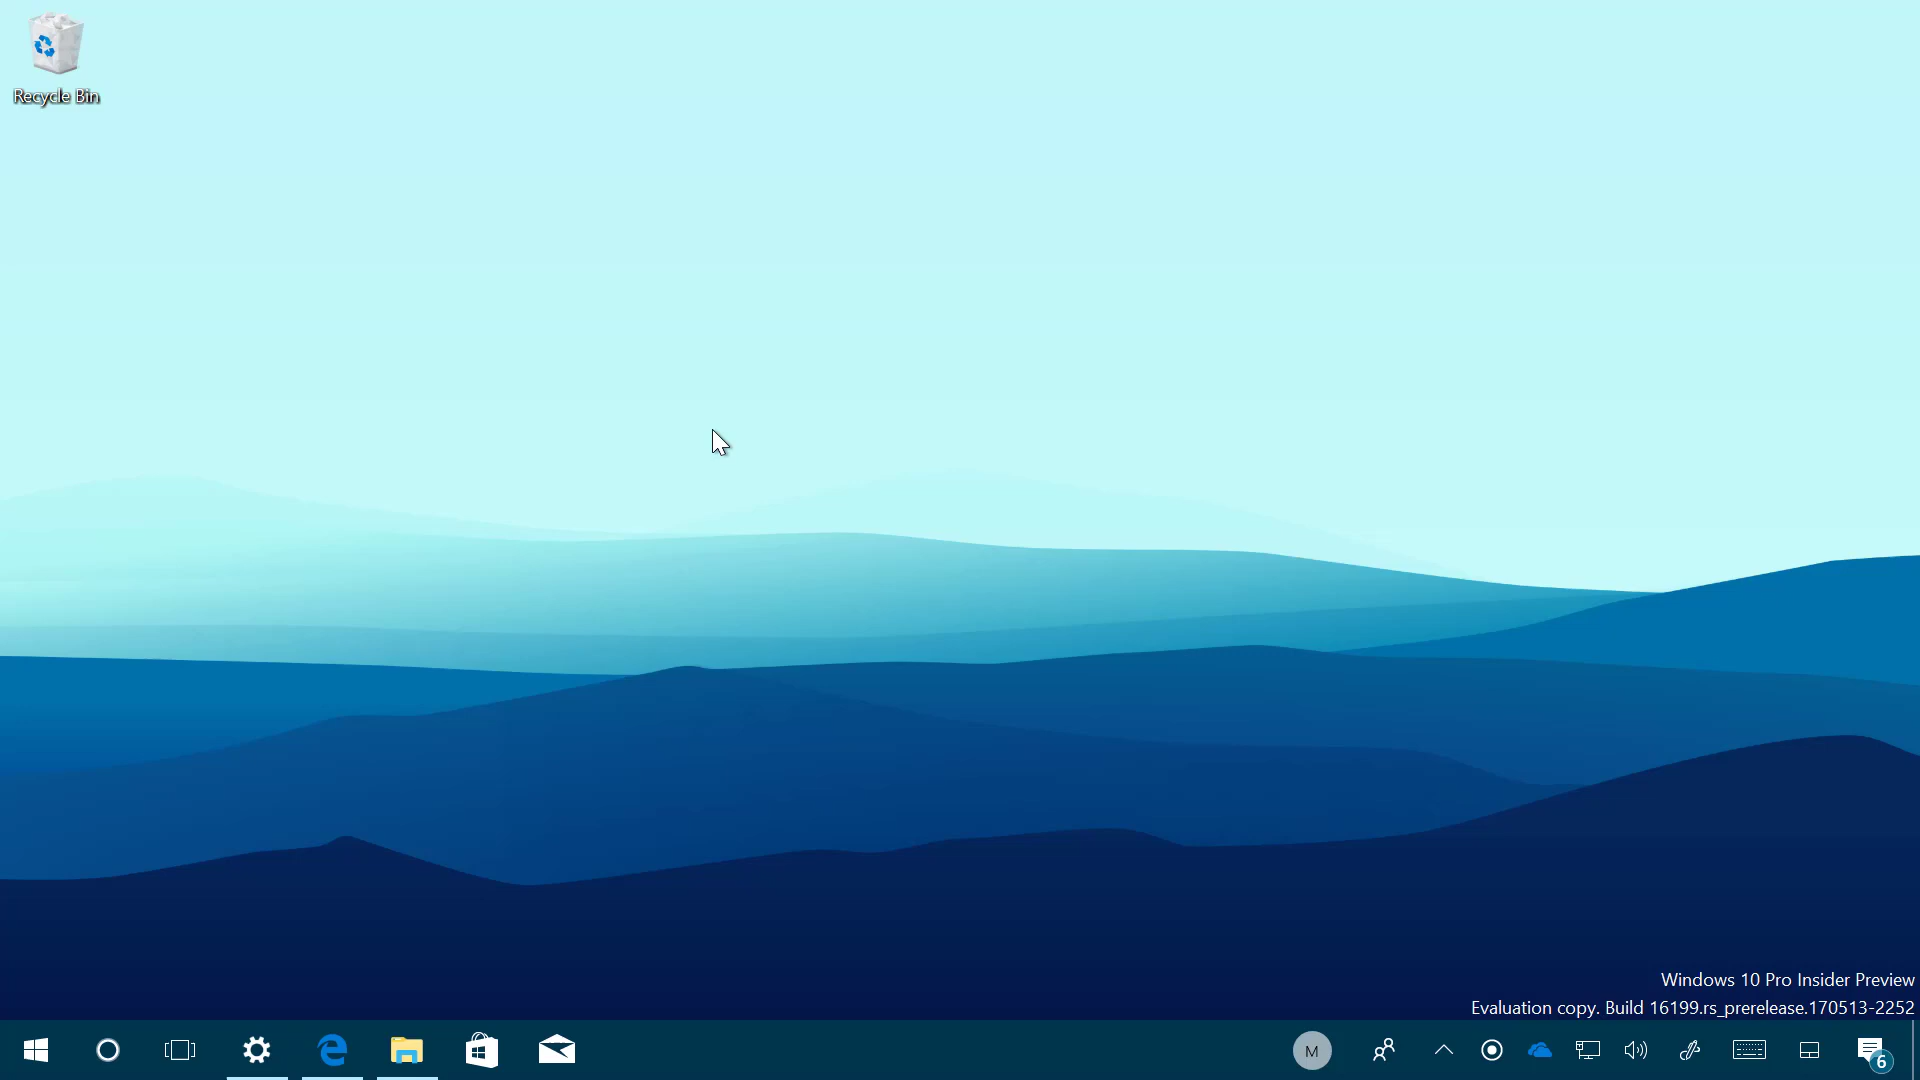 Recycle Bin
Windows 10 Pro Insider Preview
Evaluation copy. Build 16199.rs_prerelease.170513-2252
M
6